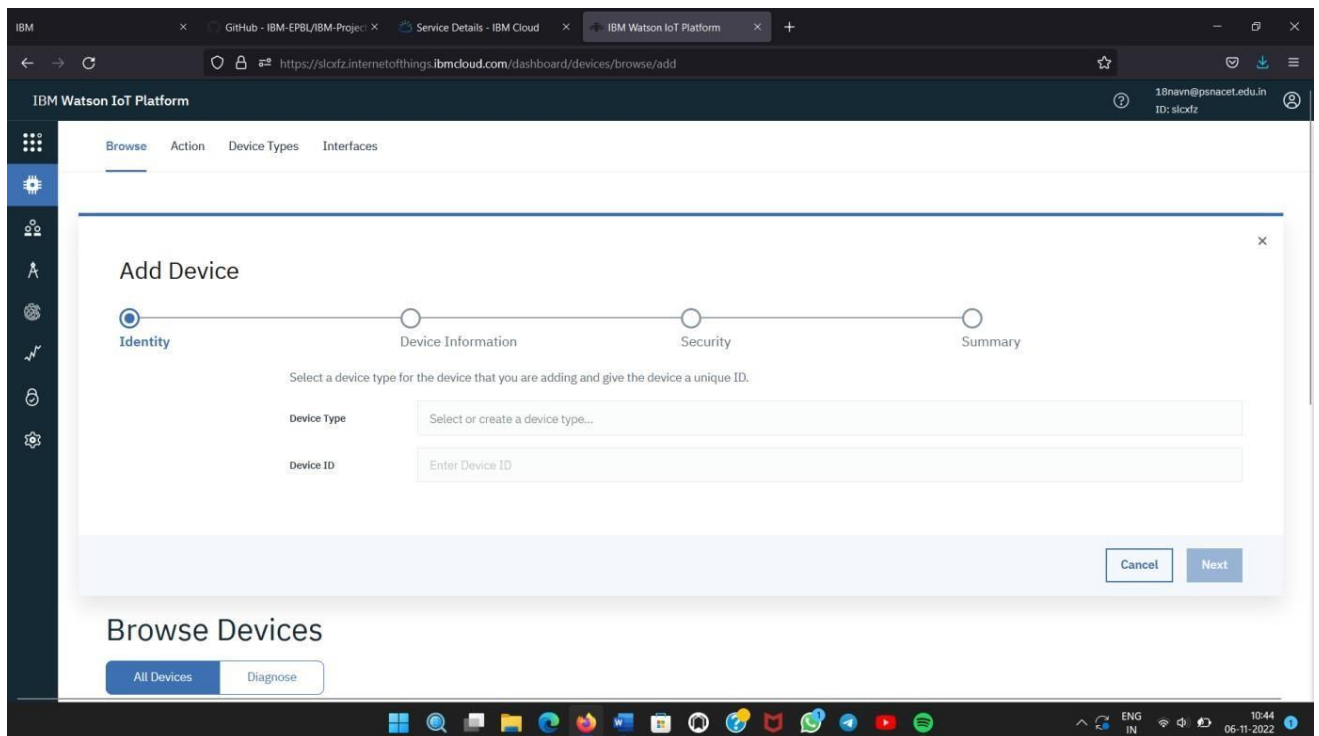 IBM
GitHub - IBM-EPBL/IBM-Project
Service Details - IBM Cloud
IBM Watson IoT Platform
https://slcxfz.internetofthings.ibmcloud.com/dashboard/devices/browse/add
IBM Watson IoT Platform
18navn@psnacet.edu.in
ID: slcxfz
Browse Action Device Types Interfaces
Add Device
Identity Device Information Security Summary
Select a device type for the device that you are adding and give the device a unique ID.
Device Type Select or create a device type...
Device ID Enter Device ID
Cancel Next
Browse Devices
All Devices Diagnose
ENG
IN
10:44
06-11-2022
1